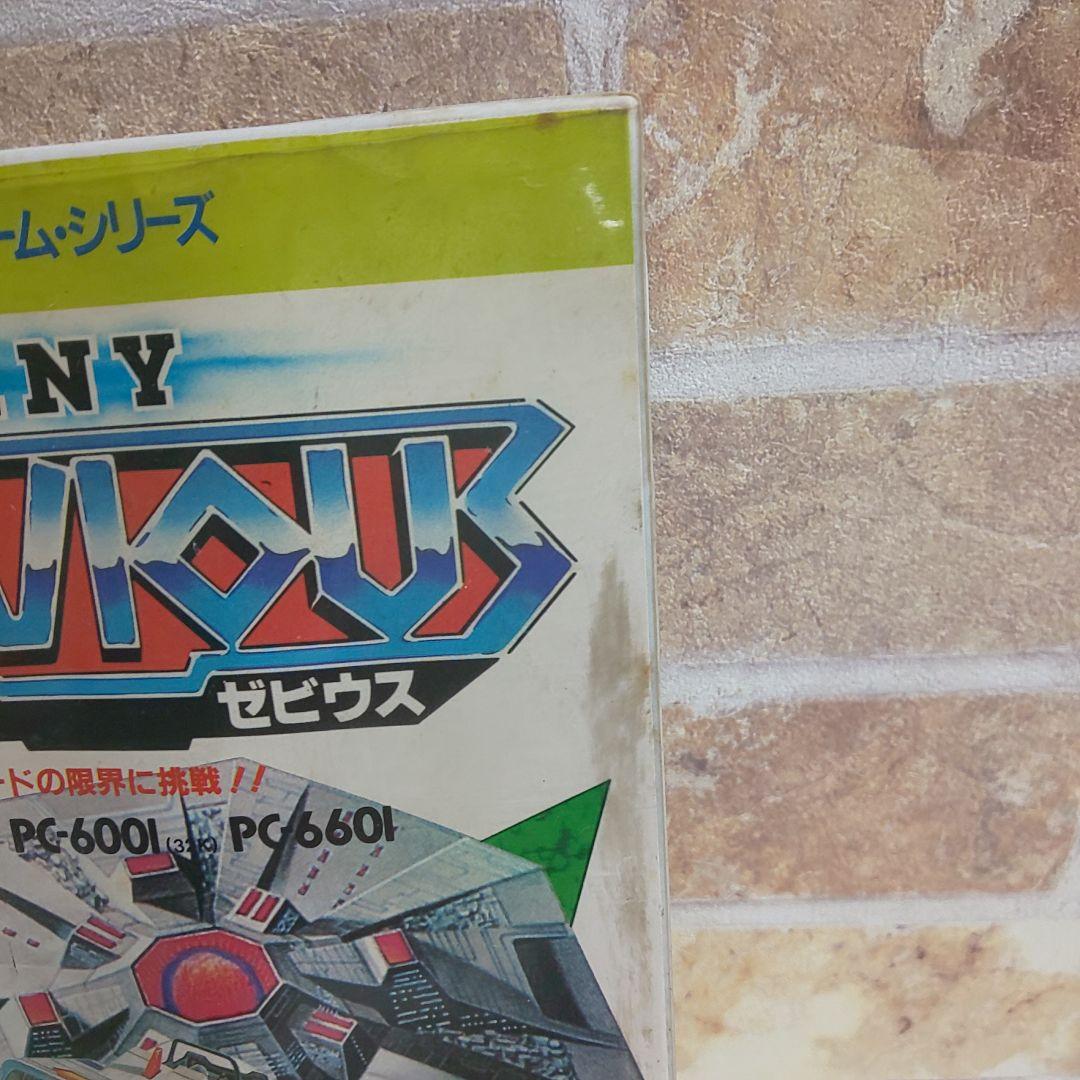 ーム・シリーズ
NY
VIOUS
ゼビウス
ードの限界に挑戦!!
PC-6001(32K) PC-6601